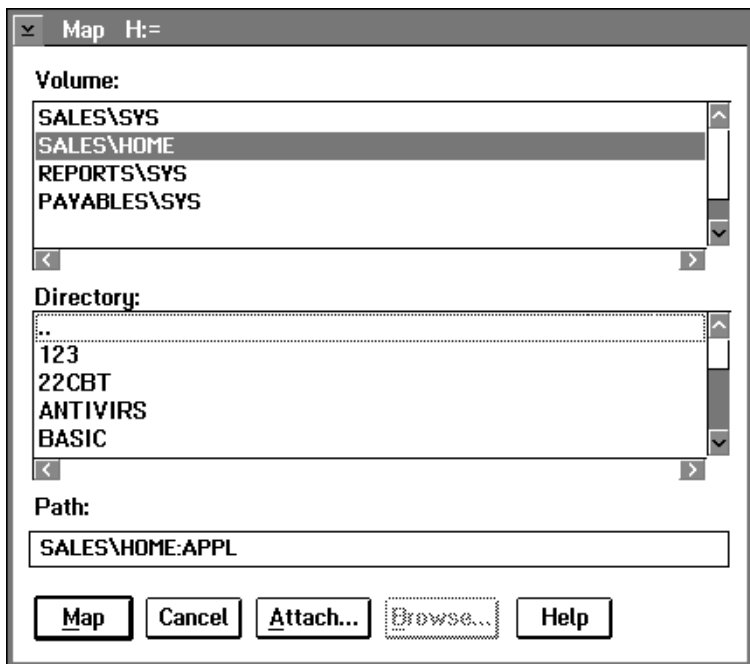 Map H:=
Volume:
SALES\SYS
SALES\HOME
REPORTS\SYS
PAYABLES\SYS
Directory:
..
123
22CBT
ANTIVIRS
BASIC
Path:
SALES\HOME:APPL
Map Cancel Attach... Browse... Help